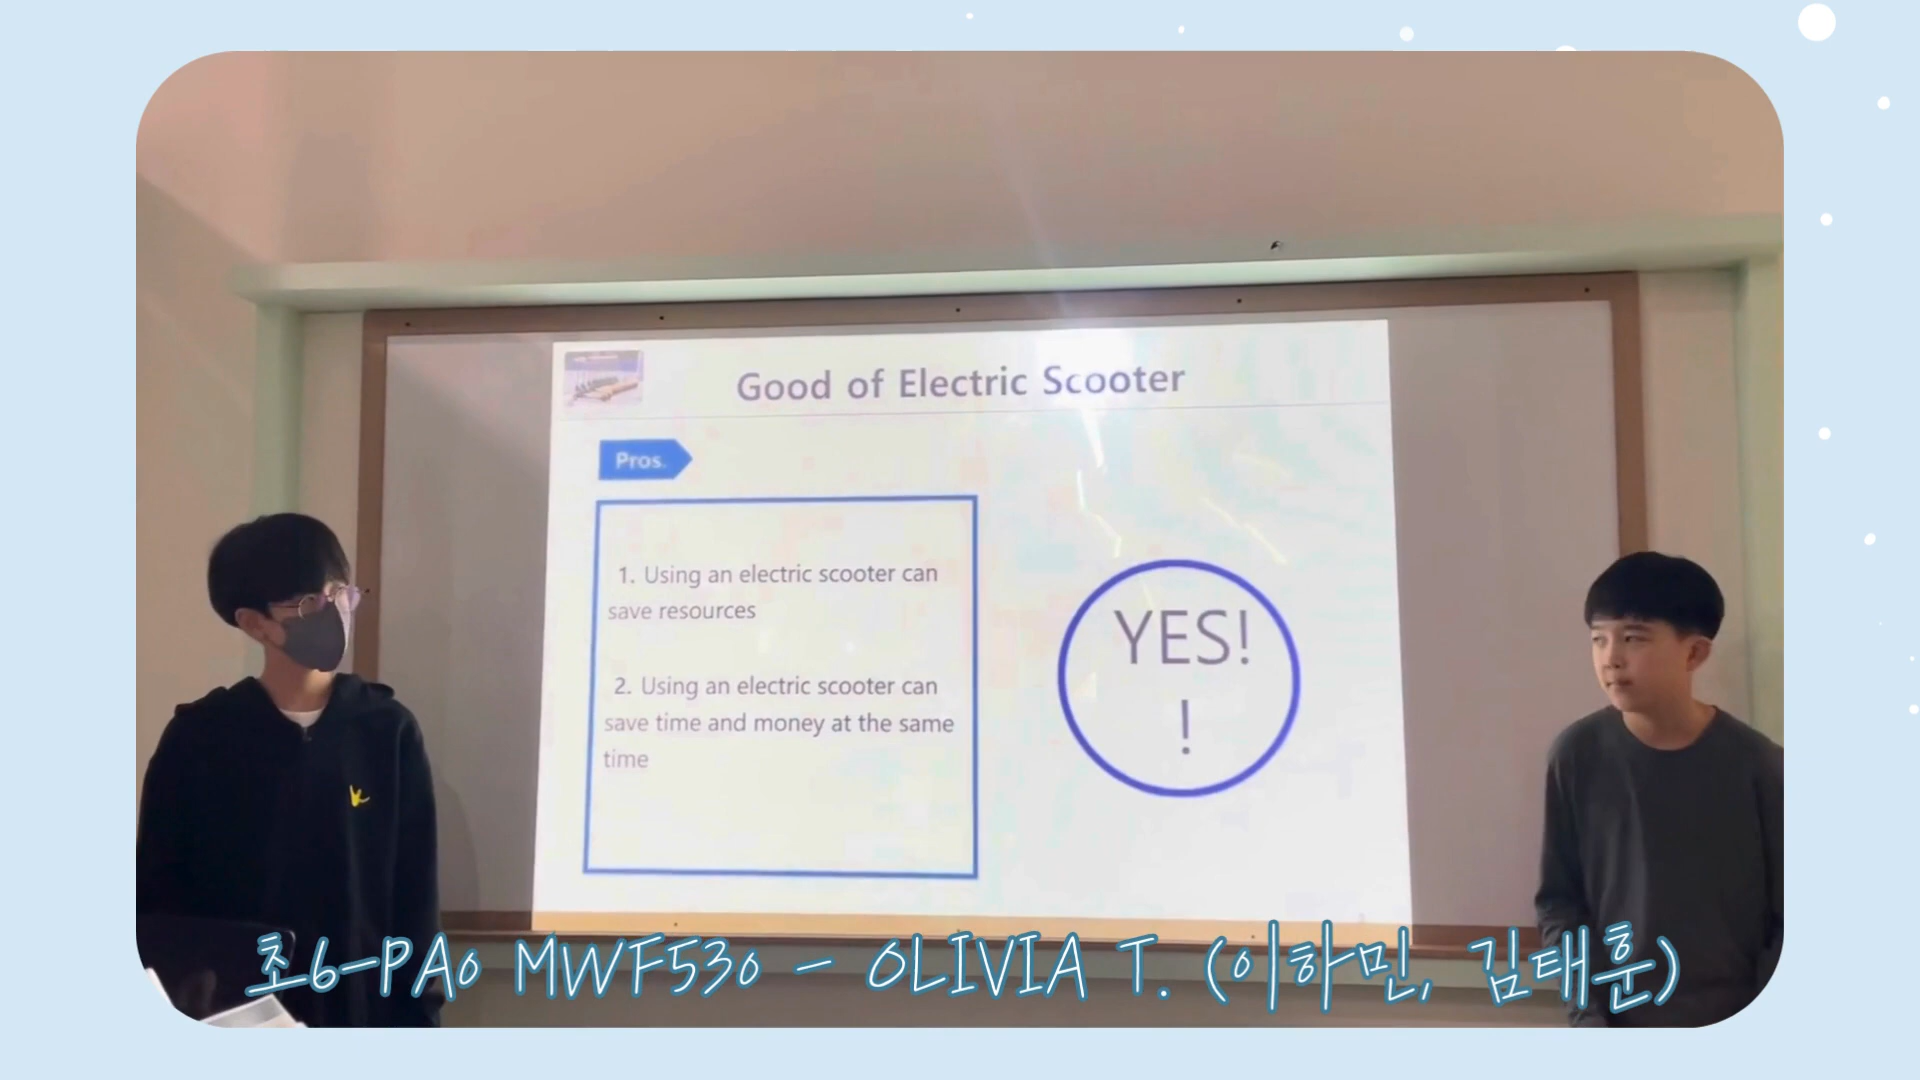 Good of Electric Scooter
Pros.
1. Using an electric scooter can
save resources
2. Using an electric scooter can
save time and money at the same
time
YES!
!
초6-PA0 MWF530 - OLIVIA T. (이하민, 김태훈)